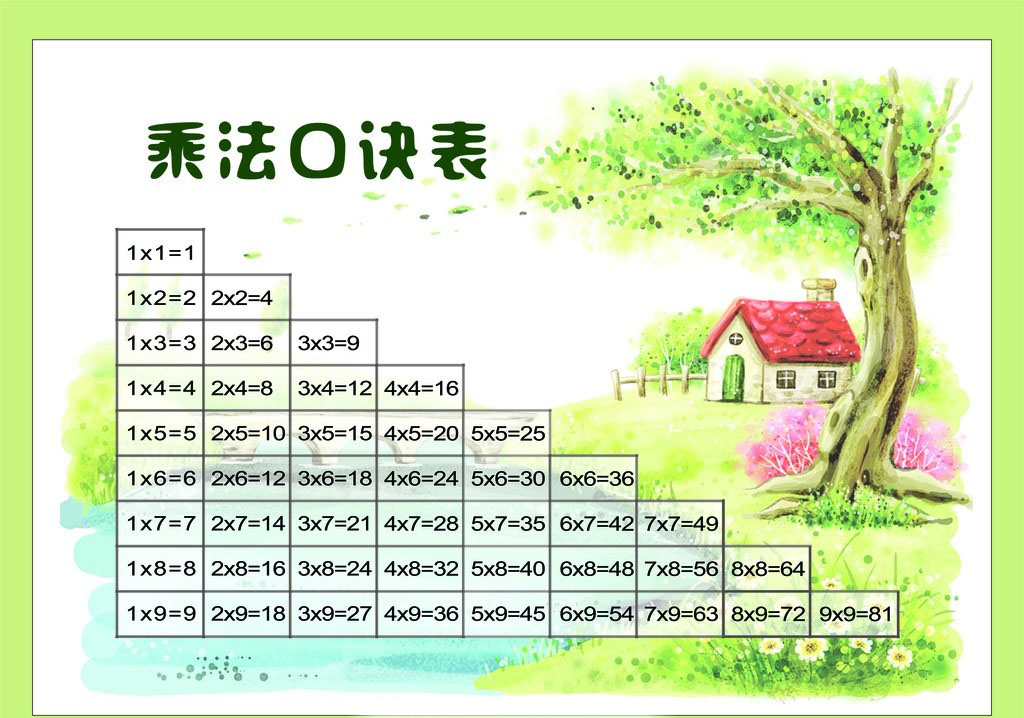 乘法口诀表
1x1=1
1x2=2 2x2=4
1x3=3 2x3=6 3x3=9
1x4=4 2x4=8 3x4=12 4x4=16
1x5=5 2x5=10 3x5=15 4x5=20 5x5=25
1x6=6 2x6=12 3x6=18 4x6=24 5x6=30 6x6=36
1x7=7 2x7=14 3x7=21 4x7=28 5x7=35 6x7=42 7x7=49
1x8=8 2x8=16 3x8=24 4x8=32 5x8=40 6x8=48 7x8=56 8x8=64
1x9=9 2x9=18 3x9=27 4x9=36 5x9=45 6x9=54 7x9=63 8x9=72 9x9=81